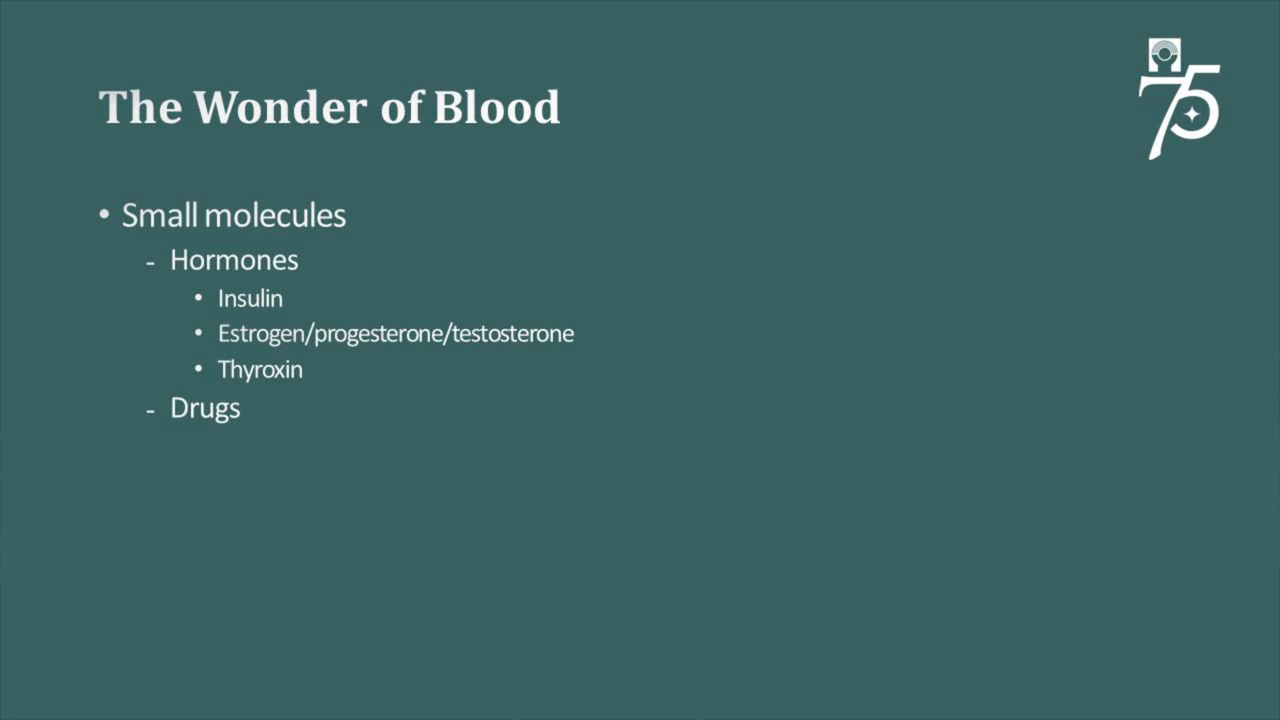 The Wonder of Blood
75
• Small molecules
- Hormones
• Insulin
• Estrogen/progesterone/testosterone
• Thyroxin
- Drugs